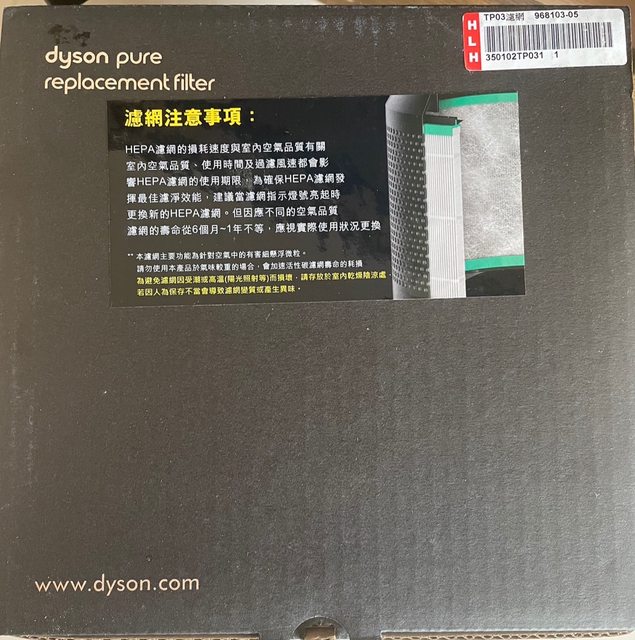 dyson pure
replacement filter
TP03濾網 968103-05
HLH
350102TP031 1
濾網注意事項：
HEPA濾網的損耗速度與室內空氣品質有關
室內空氣品質、使用時間及過濾風速都會影
響HEPA濾網的使用期限，為確保HEPA濾網發
揮最佳濾淨效能，建議當濾網指示燈號亮起時
更換新的HEPA濾網。但因應不同的空氣品質
濾網的壽命從6個月~1年不等，應視實際使用狀況更換
** 本濾網主要功能為針對空氣中的有害細懸浮微粒。
請勿使用本產品於氣味較重的場合，會加速活性碳濾網壽命的耗損
為避免濾網因受潮或高溫(陽光照射等)而損壞，請存放於室內乾燥陰涼處，
若因人為保存不當會導致濾網變質或產生異味。
www.dyson.com